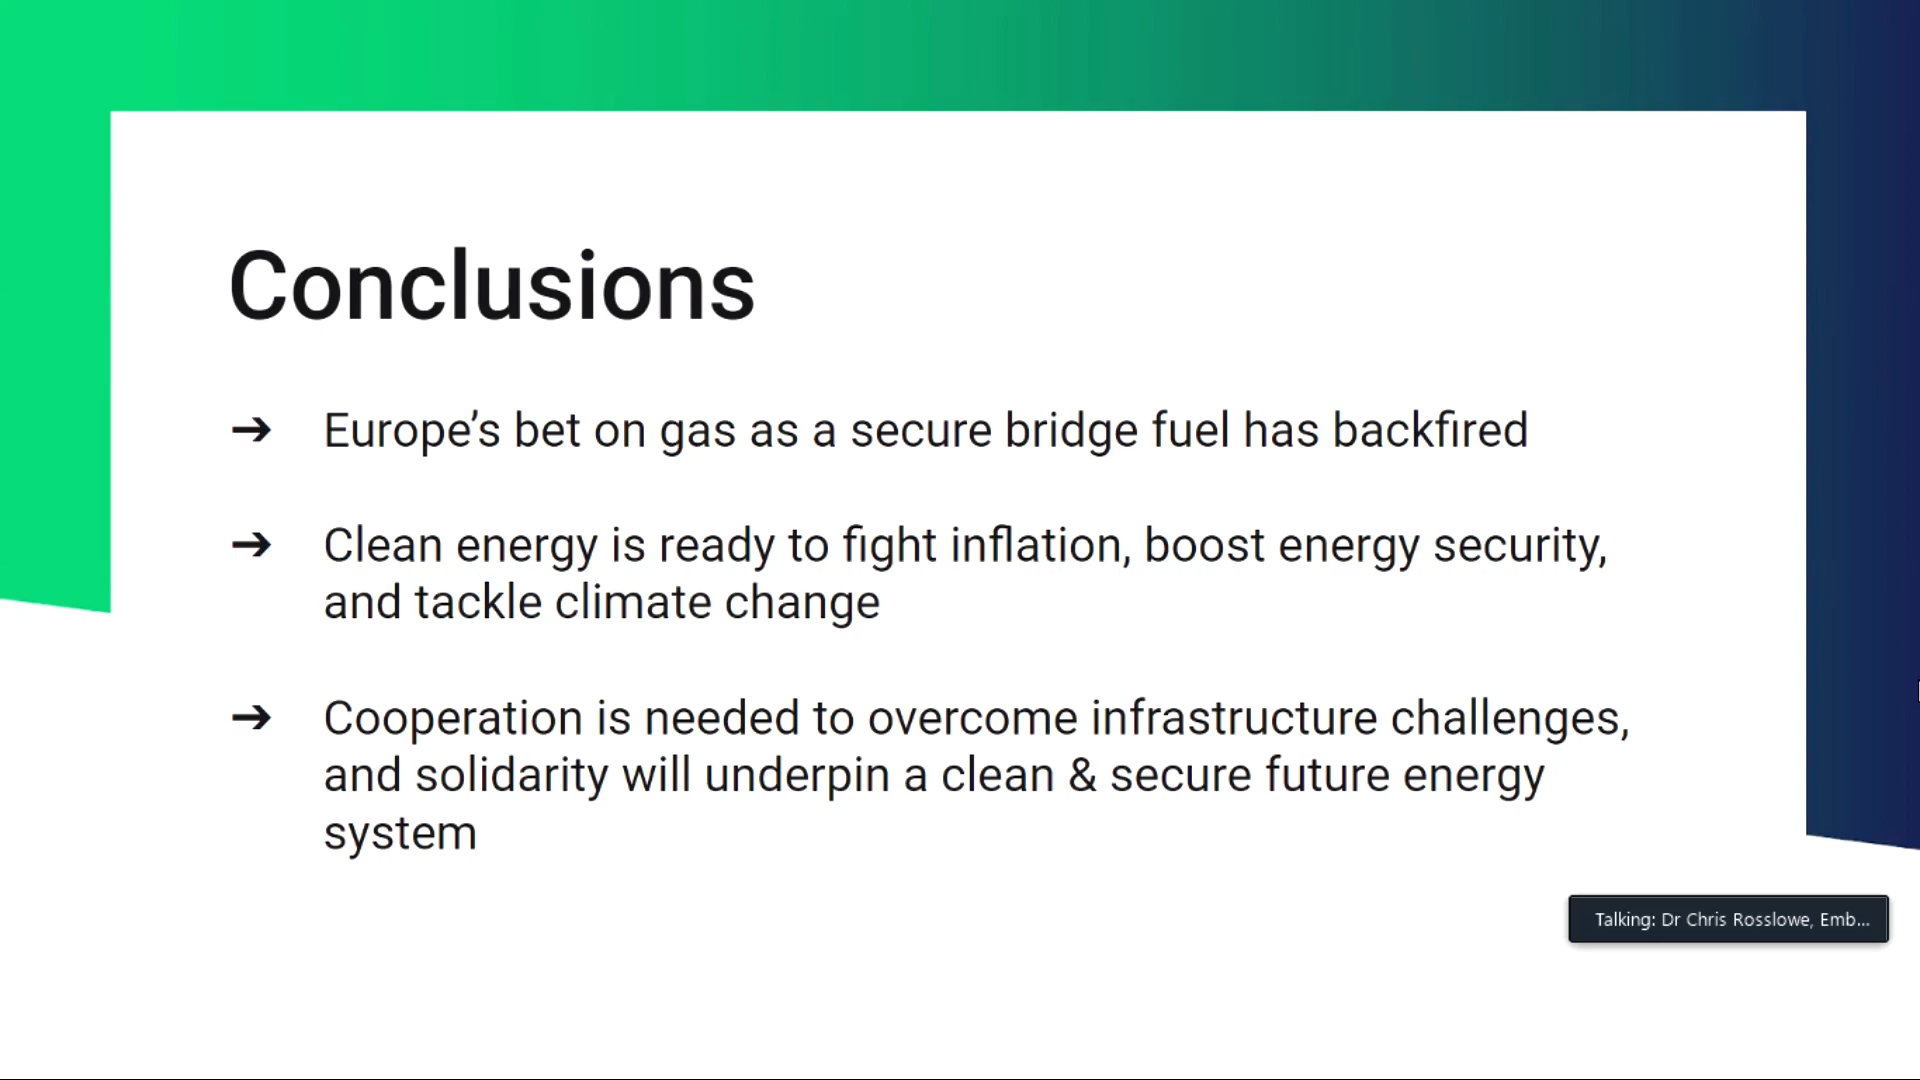 Conclusions
➔ Europe’s bet on gas as a secure bridge fuel has backfired
➔ Clean energy is ready to fight inflation, boost energy security,
and tackle climate change
➔ Cooperation is needed to overcome infrastructure challenges,
and solidarity will underpin a clean & secure future energy
system
Talking: Dr Chris Rosslowe, Emb...